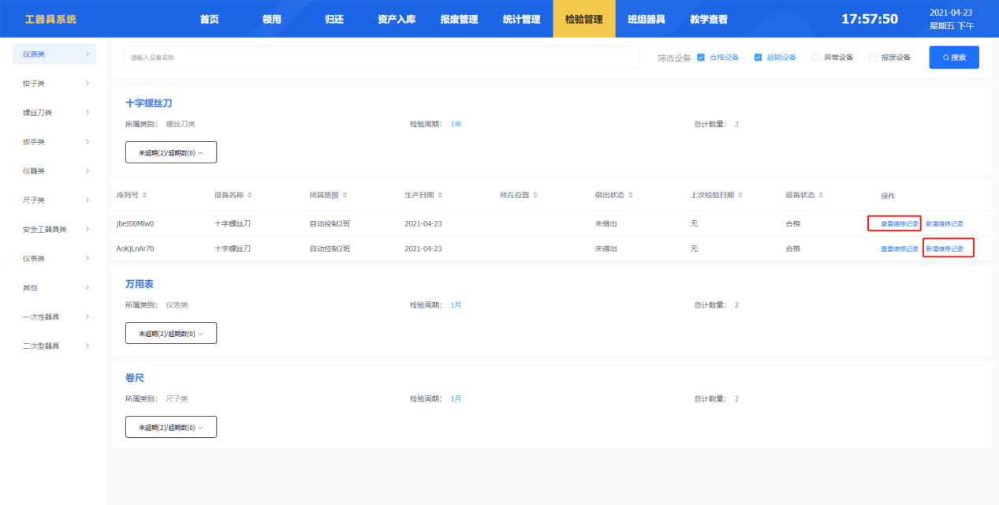 工器具系统 首页 领用 归还 资产入库 报废管理 统计管理 检验管理 班组器具 教学查看 17:57:50 2021-04-23
星期五 下午
仪表类
钳子类
螺丝刀类
扳手类
仪器类
尺子类
安全工器具类
仪表类
其他
一次性器具
二次型器具
请输入设备名称 筛选设备 合格设备 超期设备 异常设备 报废设备 搜索
十字螺丝刀
所属类别: 螺丝刀类 检验周期: 1年 总计数量: 2
未超期(2)/超期数(0)
序列号 设备名称 所属班级 生产日期 所在位置 借出状态 上次检验日期 设备状态 操作
jbeI00Mlw0 十字螺丝刀 自动控制2班 2021-04-23 未借出 无 合格 查看维修记录 新增维修记录
AoKjLnAr70 十字螺丝刀 自动控制2班 2021-04-23 未借出 无 合格 查看维修记录 新增维修记录
万用表
所属类别: 仪表类 检验周期: 1月 总计数量: 2
未超期(2)/超期数(0)
卷尺
所属类别: 尺子类 检验周期: 1月 总计数量: 2
未超期(2)/超期数(0)